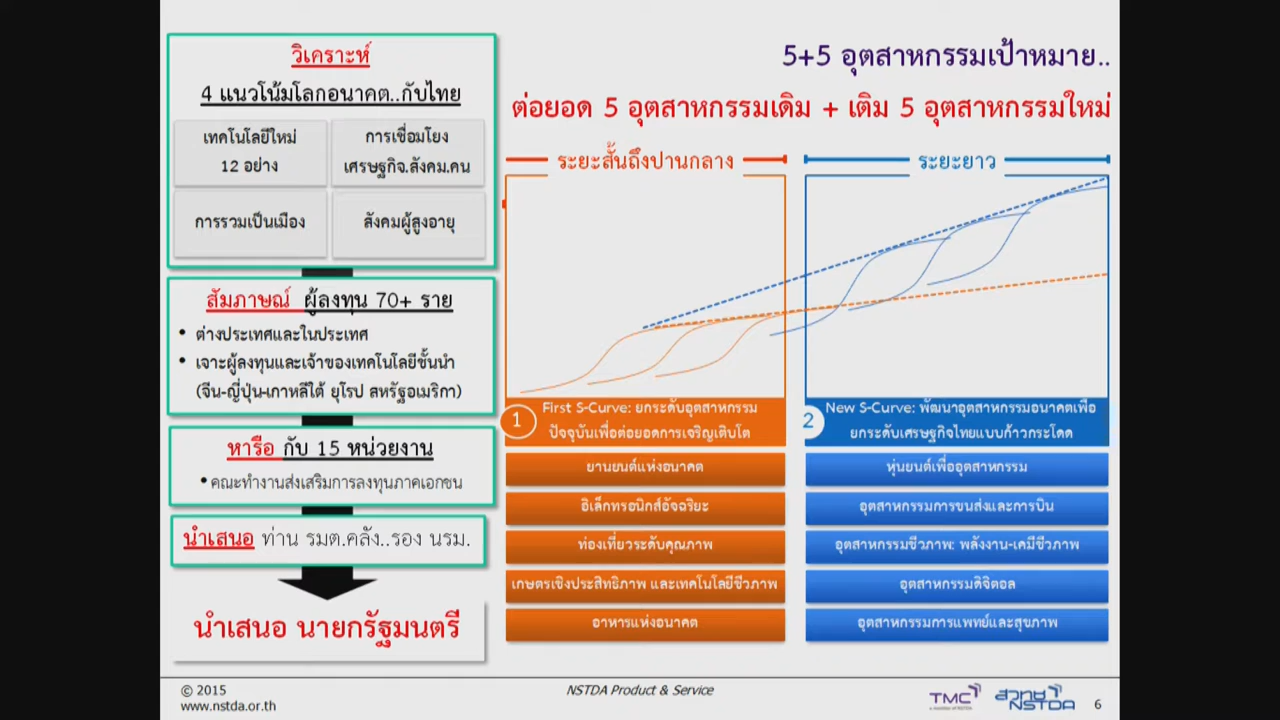 วิเคราะห์
4 แนวโน้มโลกอนาคต..กับไทย
เทคโนโลยีใหม่
12 อย่าง
การเชื่อมโยง
เศรษฐกิจ.สังคม.คน
การรวมเป็นเมือง
สังคมผู้สูงอายุ
สัมภาษณ์ ผู้ลงทุน 70+ ราย
• ต่างประเทศและในประเทศ
• เจาะผู้ลงทุนและเจ้าของเทคโนโลยีชั้นนำ
(จีน-ญี่ปุ่น-เกาหลีใต้ ยุโรป สหรัฐอเมริกา)
หารือ กับ 15 หน่วยงาน
• คณะทำงานส่งเสริมการลงทุนภาคเอกชน
นำเสนอ ท่าน รมต.คลัง..รอง นรม.
นำเสนอ นายกรัฐมนตรี
5+5 อุตสาหกรรมเป้าหมาย..
ต่อยอด 5 อุตสาหกรรมเดิม + เติม 5 อุตสาหกรรมใหม่
ระยะสั้นถึงปานกลาง
1
First S-Curve: ยกระดับอุตสาหกรรม
ปัจจุบันเพื่อต่อยอดการเจริญเติบโต
ยานยนต์แห่งอนาคต
อิเล็กทรอนิกส์อัจฉริยะ
ท่องเที่ยวระดับคุณภาพ
เกษตรเชิงประสิทธิภาพ และเทคโนโลยีชีวภาพ
อาหารแห่งอนาคต
ระยะยาว
2
New S-Curve: พัฒนาอุตสาหกรรมอนาคตเพื่อ
ยกระดับเศรษฐกิจไทยแบบก้าวกระโดด
หุ่นยนต์เพื่ออุตสาหกรรม
อุตสาหกรรมการขนส่งและการบิน
อุตสาหกรรมชีวภาพ: พลังงาน-เคมีชีวภาพ
อุตสาหกรรมดิจิตอล
อุตสาหกรรมการแพทย์และสุขภาพ
© 2015
www.nstda.or.th
NSTDA Product & Service
TMC
a member of NSTDA
สวทช
NSTDA
6